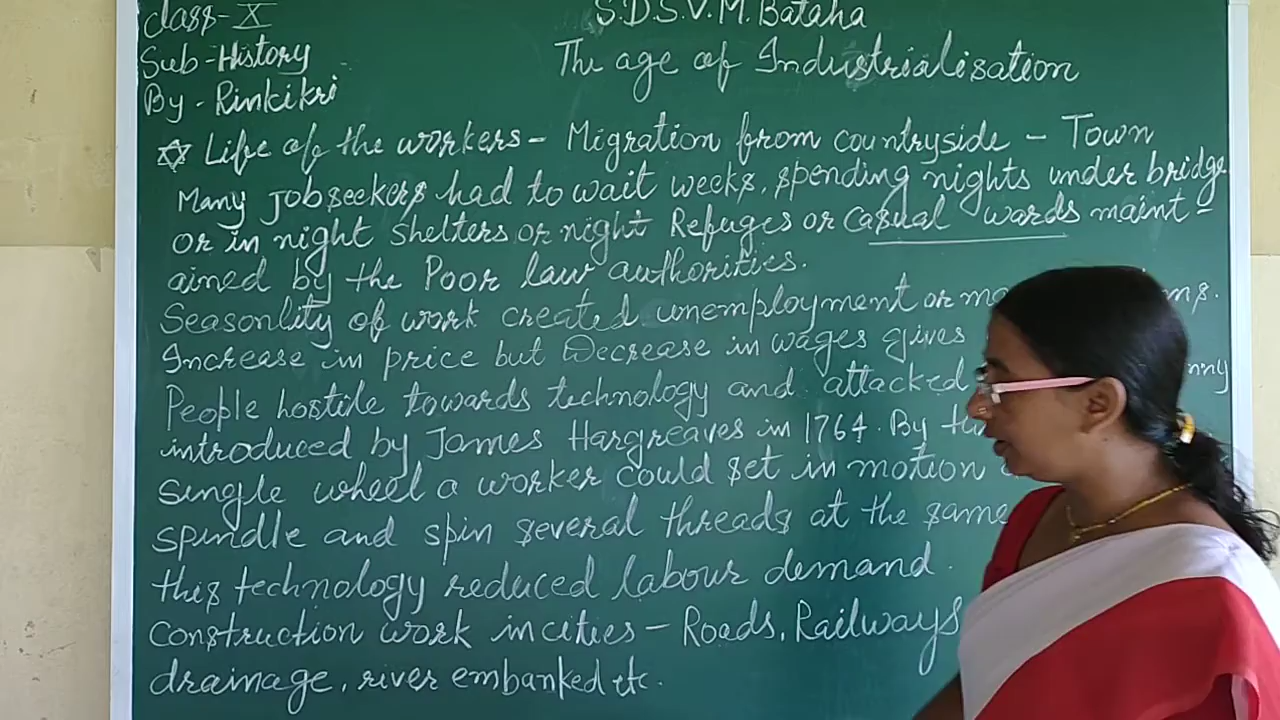 Class-X
S.D.S.V.M. Bataha
Sub-History
The age of Industrialisation
By - Rinkikri
☆ Life of the workers - Migration from countryside - Town
Many jobseekers had to wait weeks, spending nights under bridge
or in night shelters or night Refuges or casual wards maint-
ained by the Poor law authorities.
Seasonlity of work created unemployment or
Increase in price but Decrease in wages gives
People hostile towards technology and attacked nny
introduced by James Hargreaves in 1764. By
single wheel a worker could set in motion
spindle and spin several threads at the same
this technology reduced labour demand.
Construction work in cities - Roads, Railways
drainage, river embanked etc.